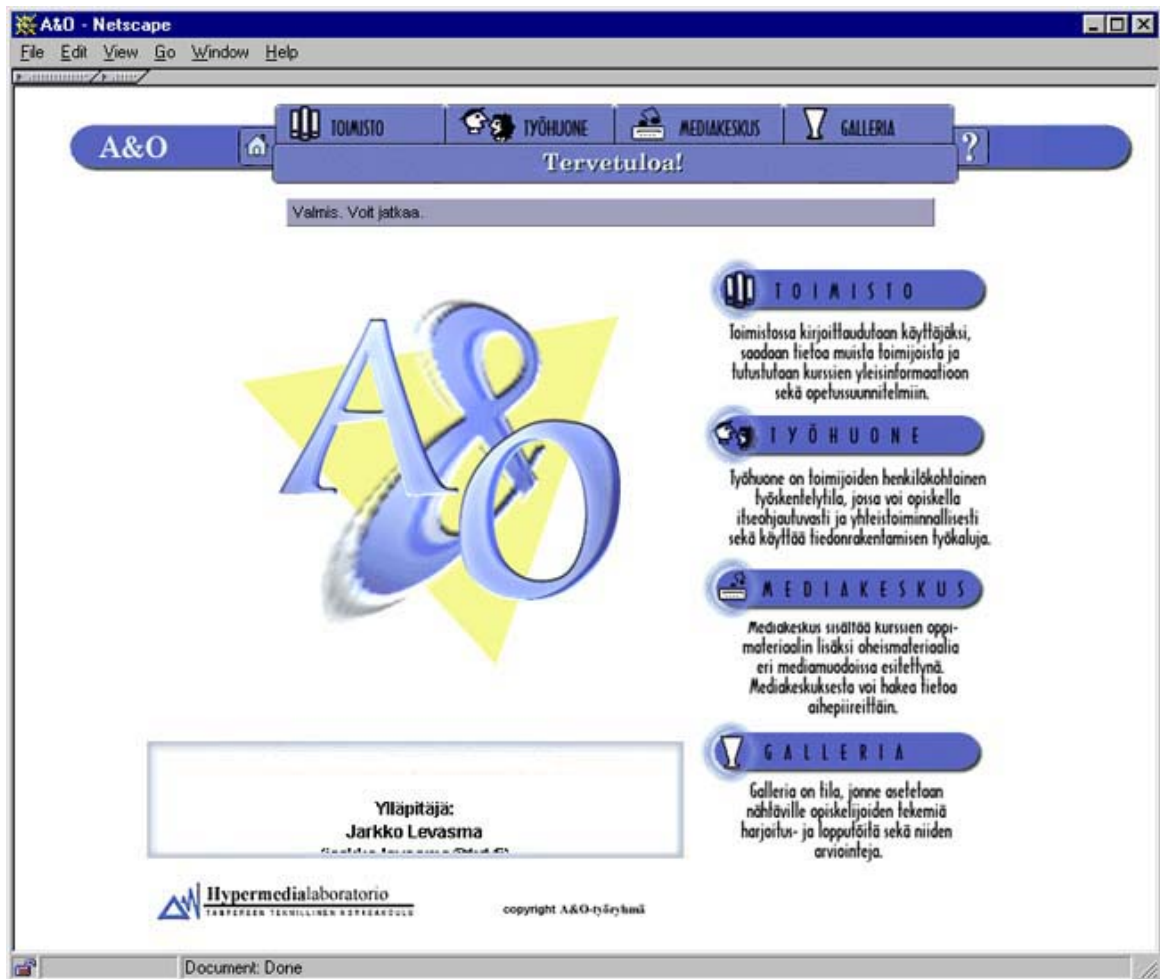 A&O - Netscape
File Edit View Go Window Help
A&O
TOIMISTO TYÖHUONE MEDIAKESKUS GALLERIA
?
Tervetuloa!
Valmis. Voit jatkaa.
A&O
TOIMISTO
Toimistossa kirjoittaudutaan käyttäjäksi,
saadaan tietoa muista toimijoista ja
tutustutaan kurssien yleisinformaatioon
sekä opetussuunnitelmiin.
TYÖHUONE
Työhuone on toimijoiden henkilökohtainen
työskentelytila, jossa voi opiskella
itseohjautuvasti ja yhteistoiminnallisesti
sekä käyttää tiedonrakentamisen työkaluja.
MEDIAKESKUS
Mediakeskus sisältää kurssien oppi-
materiaalin lisäksi oheismateriaalia
eri mediamuodoissa esitettynä.
Mediakeskuksesta voi hakea tietoa
aihepiireittäin.
GALLERIA
Galleria on tila, jonne asetetaan
nähtäville opiskelijoiden tekemiä
harjoitus- ja lopputöitä sekä niiden
arviointeja.
Ylläpitäjä:
Jarkko Levasma
Hypermedialaboratorio
TAMPEREEN TEKNILLINEN KORKEAKOULU
copyright A&O-työryhmä
Document: Done